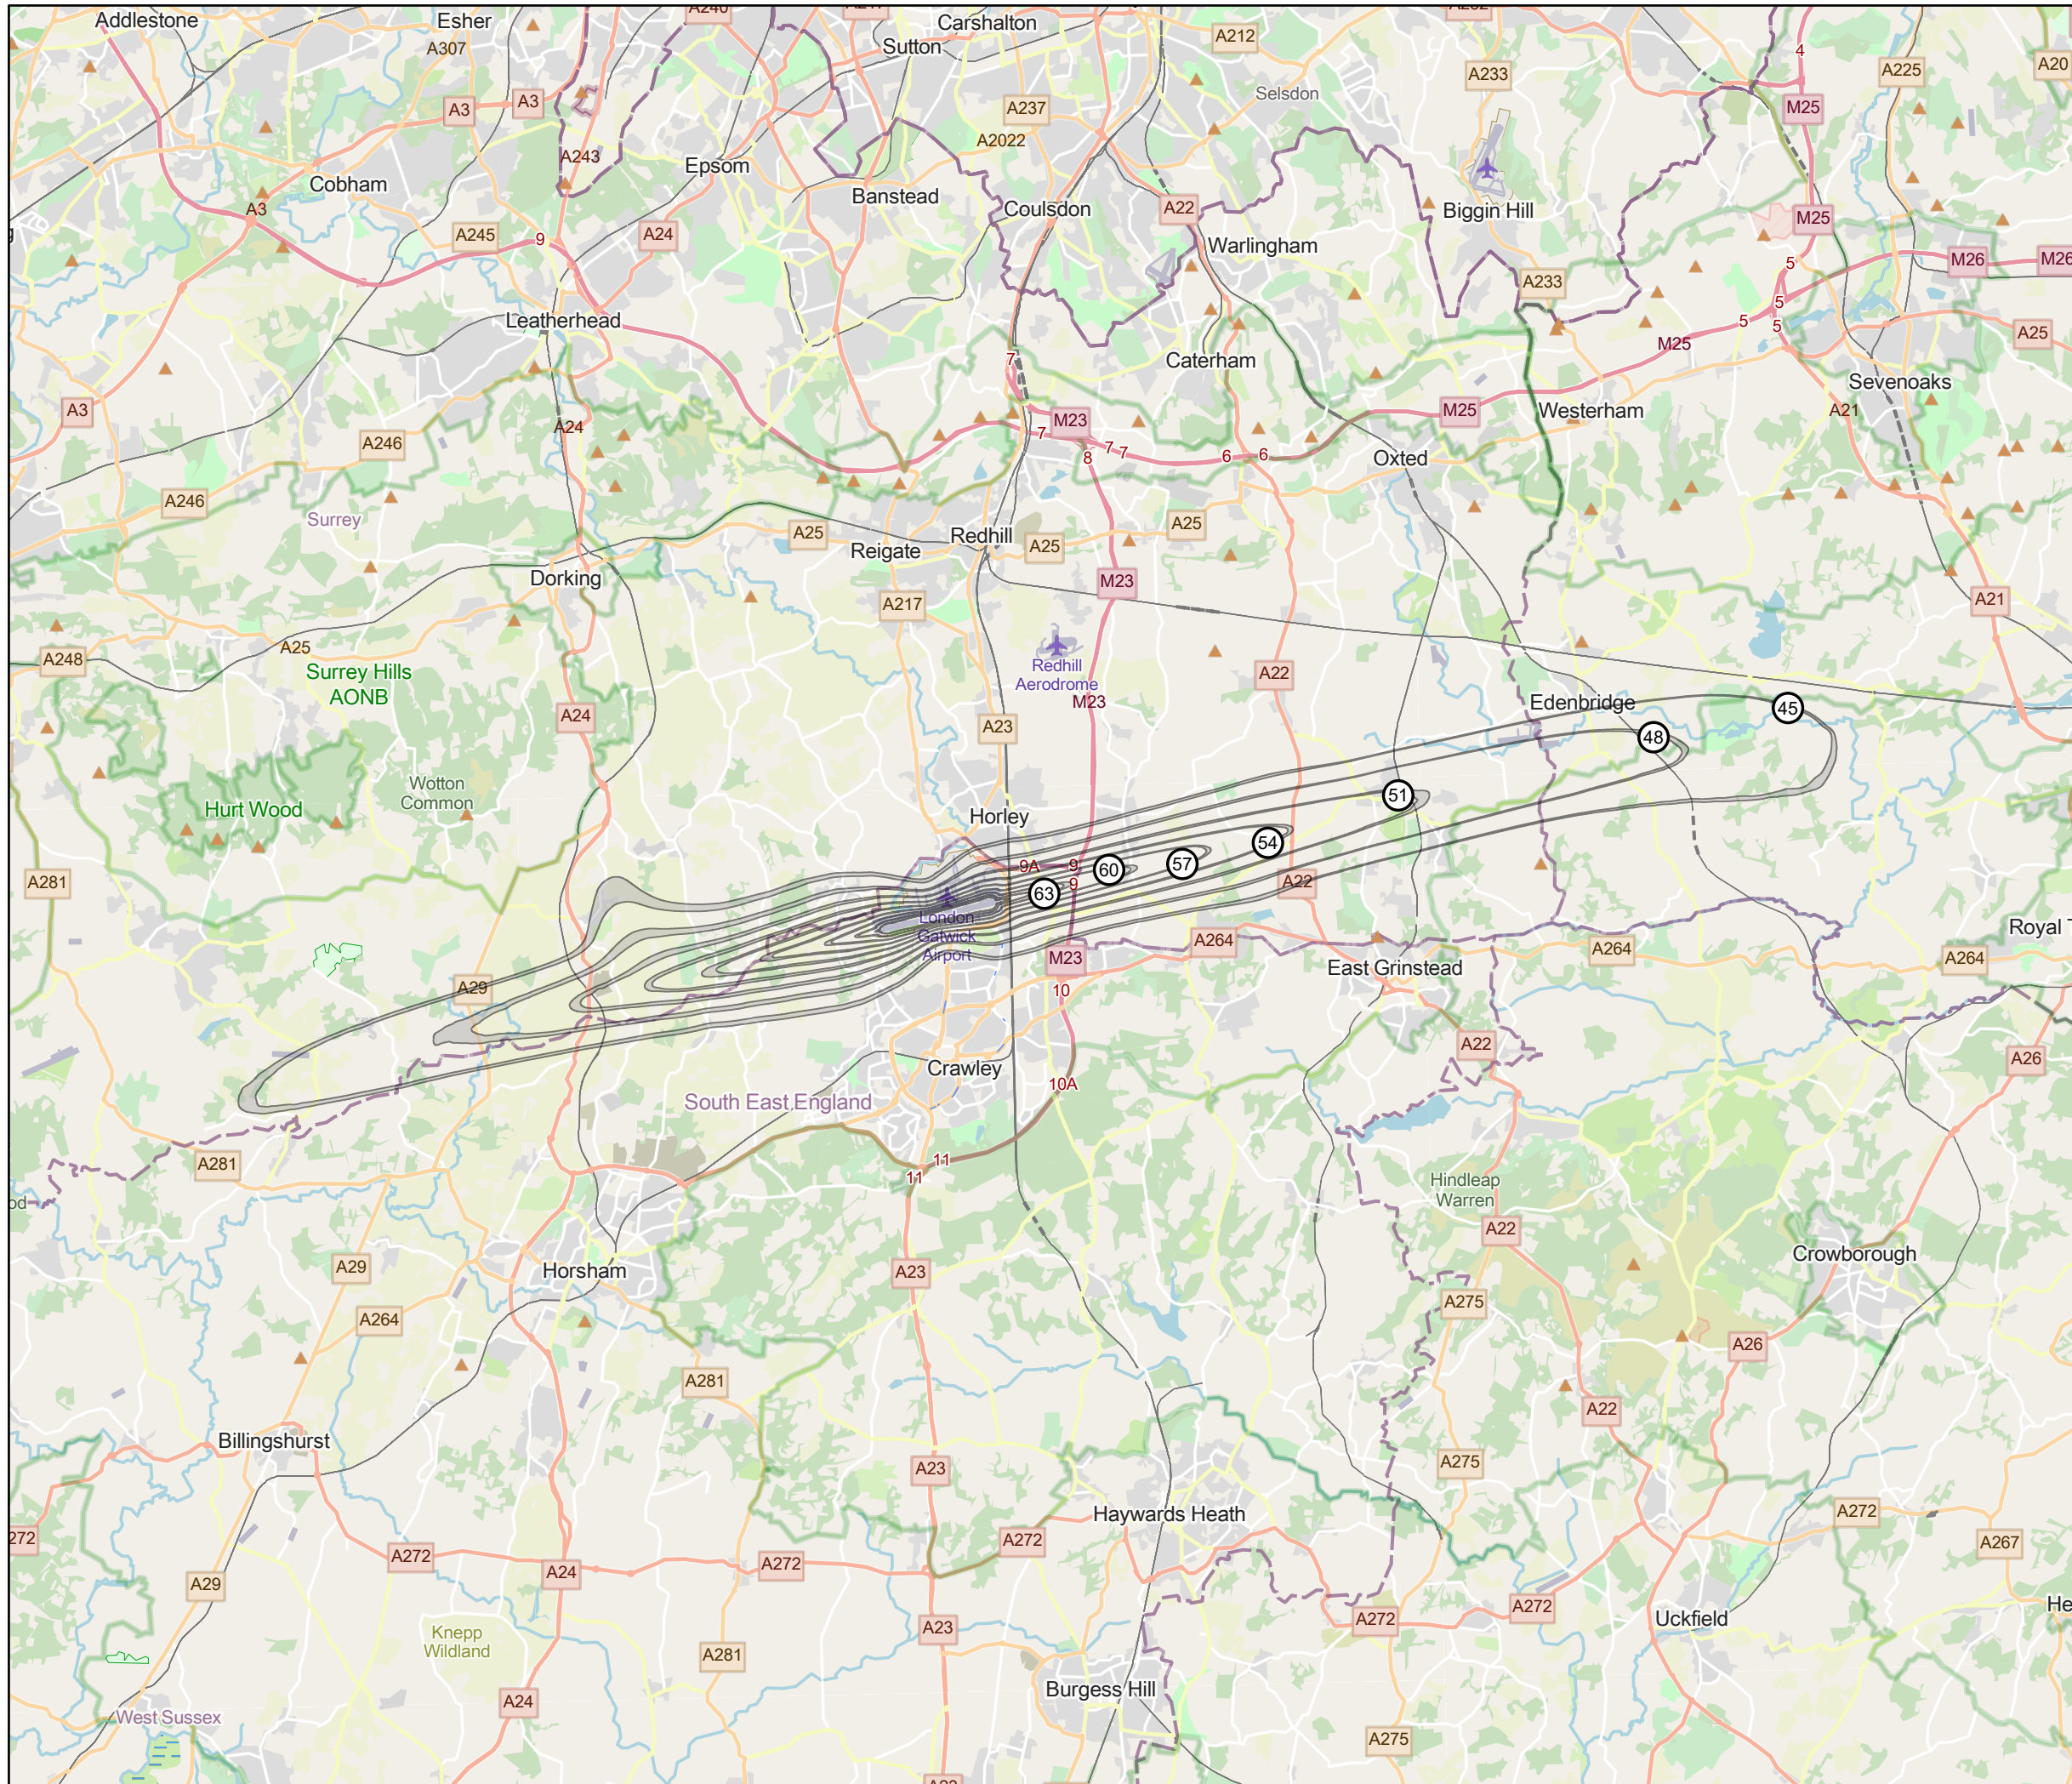 Addlestone
Esher
A240
Carshalton
A307
Sutton
A212
A233
4
A225
A20
A3
A3
A237
Selsdon
M25
A2022
A243
Epsom
Cobham
Banstead
Coulsdon
A22
Biggin Hill
M25
A3
A245
9
A24
Warlingham
M26
5
A233
5
Leatherhead
5
5
M25
A25
7
Caterham
Sevenoaks
A3
A24
M23
M25
Westerham
A21
A246
7
7
7
8
6
6
Oxted
A246
Surrey
A25
Reigate
Redhill
A25
A25
Dorking
M23
A217
A21
A25
A248
Surrey Hills
AONB
Redhill
Aerodrome
A22
M23
Edenbridge
A24
A23
45
48
Wotton
Common
Hurt Wood
51
Horley
54
9A
9
60
57
A281
9
63
A22
London
Gatwick
Airport
A264
A264
A264
M23
East Grinstead
A29
10
A22
A26
Crawley
10A
South East England
A281
11
11
Hindleap
Warren
A22
Crowborough
A29
Horsham
A23
A275
A264
A26
A281
A22
Billingshurst
A23
A275
Haywards Heath
A272
272
A272
A272
A272
A24
A267
A29
A272
A272
Uckfield
A23
Knepp
Wildland
A281
Burgess Hill
A24
West Sussex
A275